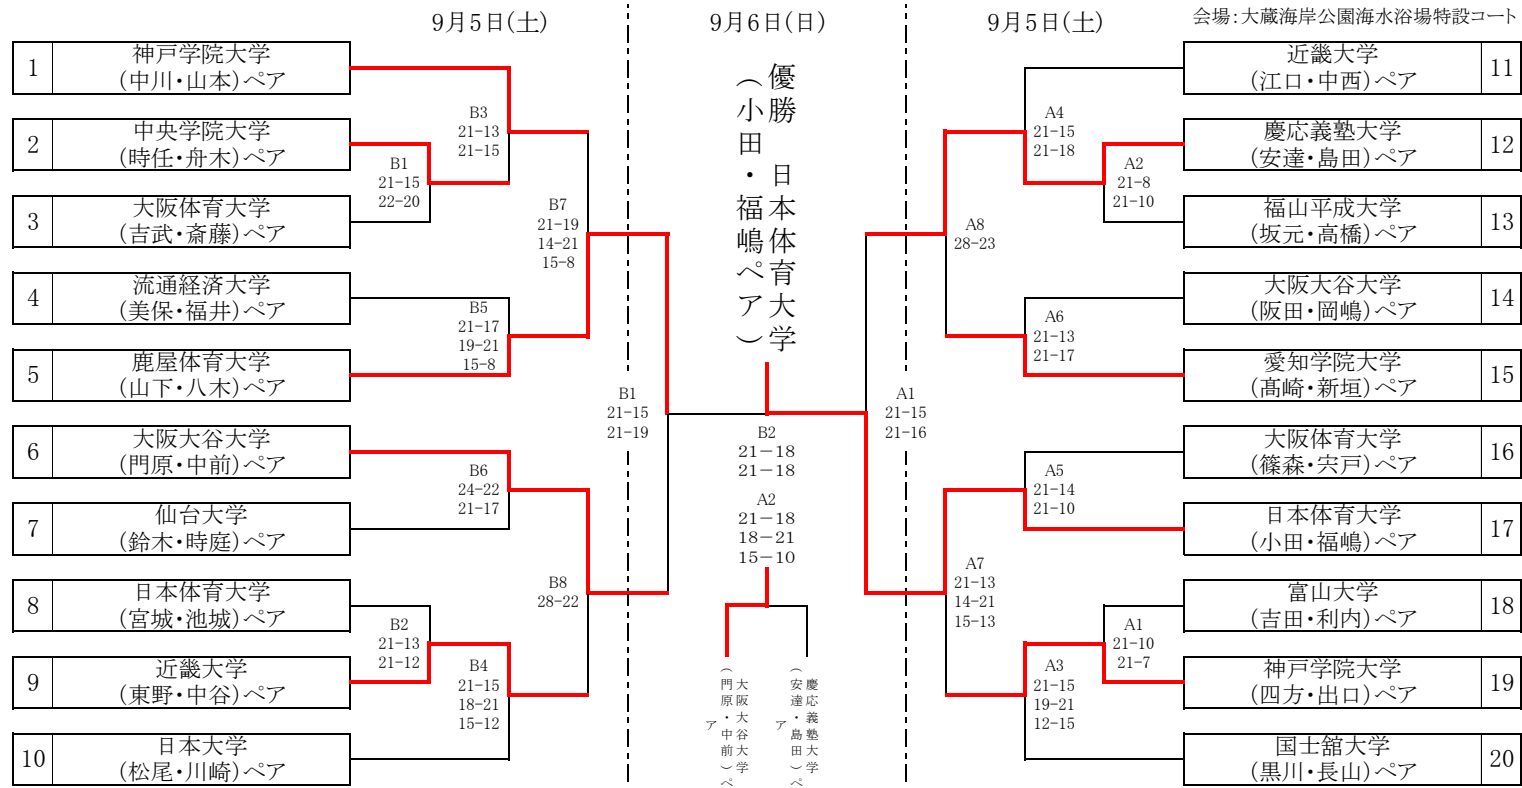 9月5日(土)
9月6日(日)
9月5日(土)
会場:大蔵海岸公園海水浴場特設コート
1
神戸学院大学
(中川・山本)ペア
2
中央学院大学
(時任・舟木)ペア
3
大阪体育大学
(吉武・斎藤)ペア
4
流通経済大学
(美保・福井)ペア
5
鹿屋体育大学
(山下・八木)ペア
6
大阪大谷大学
(門原・中前)ペア
7
仙台大学
(鈴木・時庭)ペア
8
日本体育大学
(宮城・池城)ペア
9
近畿大学
(東野・中谷)ペア
10
日本大学
(松尾・川崎)ペア
B1
21-15
22-20
B3
21-13
21-15
B5
21-17
19-21
15-8
B7
21-19
14-21
15-8
B6
24-22
21-17
B2
21-13
21-12
B4
21-15
18-21
15-12
B8
28-22
B1
21-15
21-19
優勝 日本体育大学
(小田・福嶋ペア)
B2
21-18
21-18
A2
21-18
18-21
15-10
大阪大谷大学
(門原・中前)ペア
慶応義塾大学
(安達・島田)ペア
A1
21-15
21-16
A4
21-15
21-18
A2
21-8
21-10
A8
28-23
A6
21-13
21-17
A5
21-14
21-10
A7
21-13
14-21
15-13
A1
21-10
21-7
A3
21-15
19-21
12-15
近畿大学
(江口・中西)ペア
11
慶応義塾大学
(安達・島田)ペア
12
福山平成大学
(坂元・高橋)ペア
13
大阪大谷大学
(阪田・岡嶋)ペア
14
愛知学院大学
(髙崎・新垣)ペア
15
大阪体育大学
(篠森・宍戸)ペア
16
日本体育大学
(小田・福嶋)ペア
17
富山大学
(吉田・利内)ペア
18
神戸学院大学
(四方・出口)ペア
19
国士舘大学
(黒川・長山)ペア
20